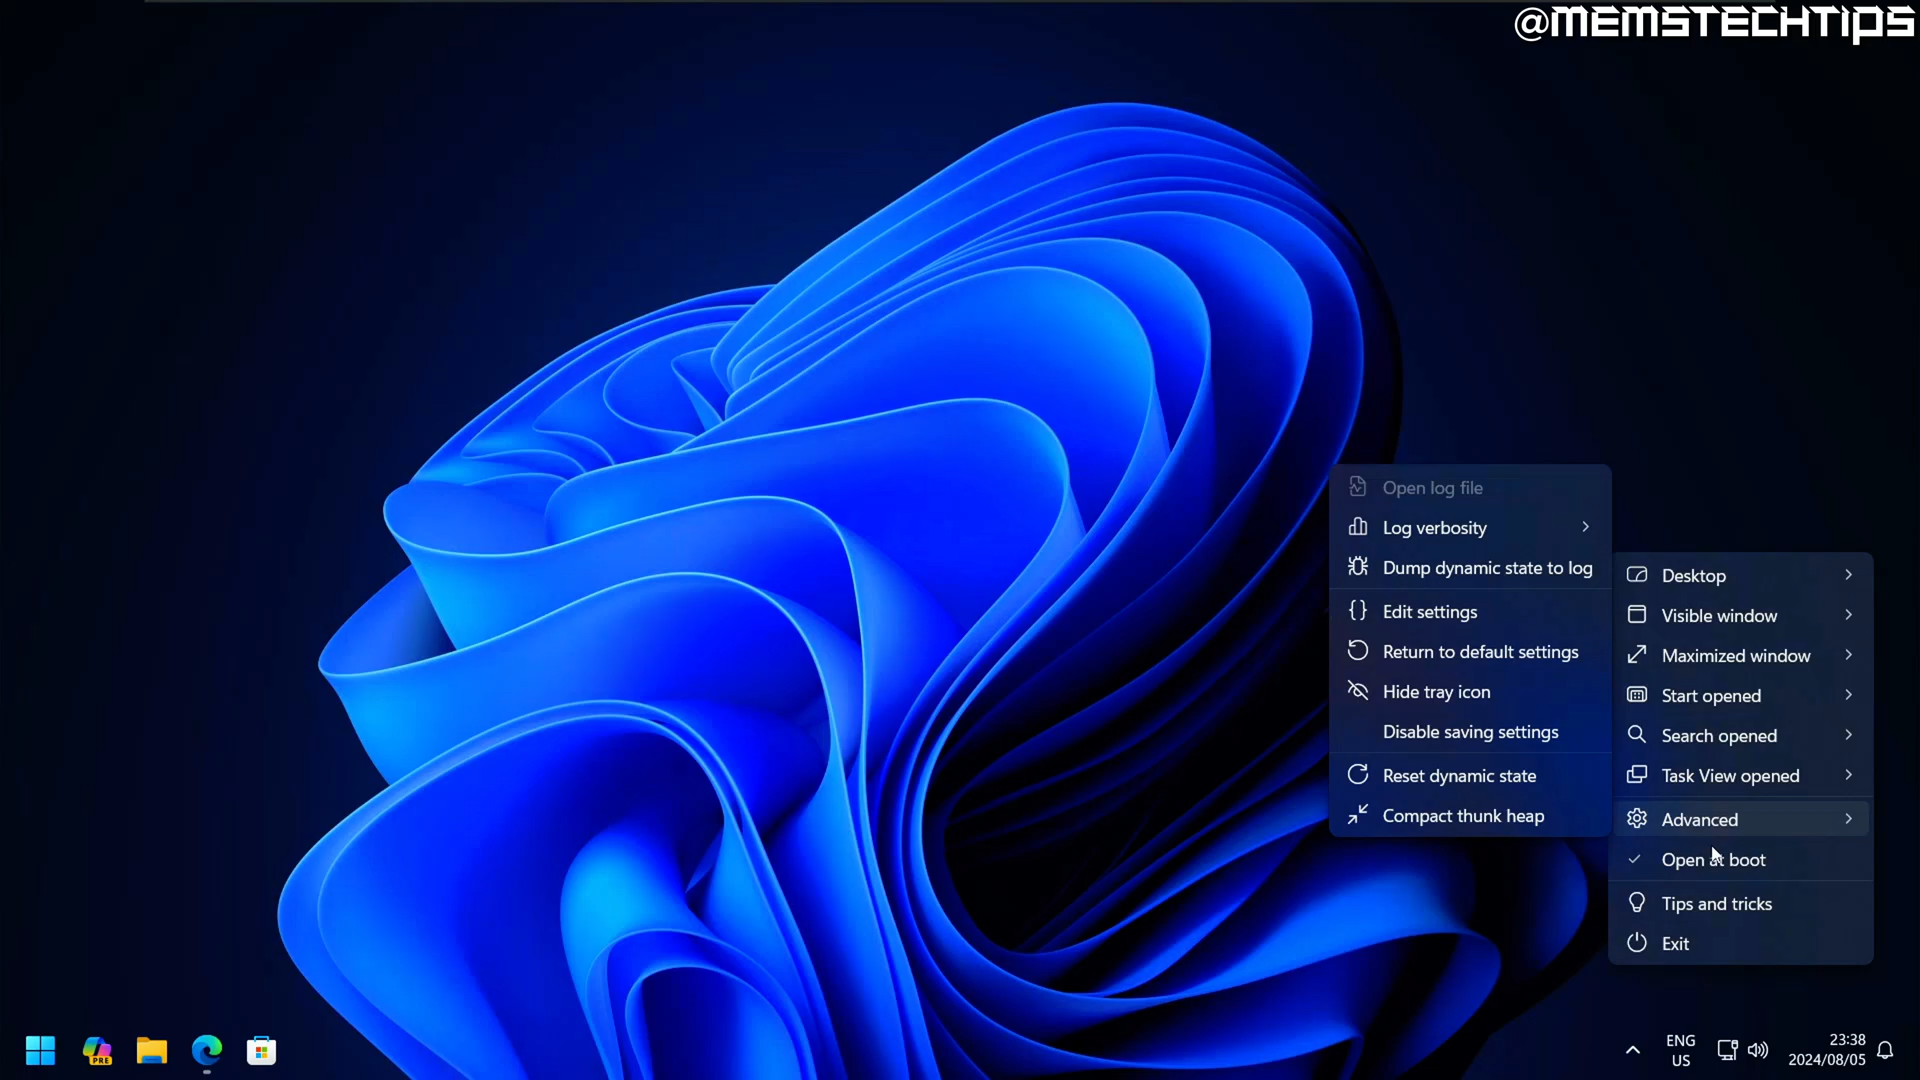 @MEMSTECHTIPS
Open log file
Log verbosity
Dump dynamic state to log
Edit settings
Return to default settings
Hide tray icon
Disable saving settings
Reset dynamic state
Compact thunk heap
Desktop
Visible window
Maximized window
Start opened
Search opened
Task View opened
Advanced
Open at boot
Tips and tricks
Exit
PRE
ENG
US
23:38
2024/08/05